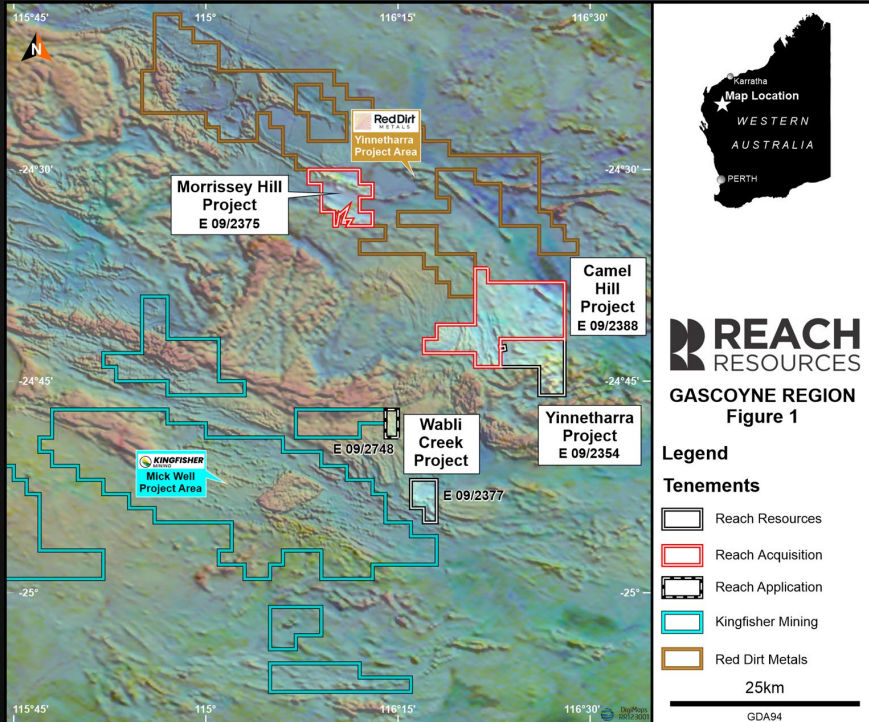 115°45'
115°
116°15'
116°30'
N
Karratha
Map Location
WESTERN
AUSTRALIA
PERTH
RedDirt
METALS
Yinnetharra
Project Area
-24°30'
-24°30'
Morrissey Hill
Project
E 09/2375
Camel
Hill
Project
E 09/2388
REACH
RESOURCES
-24°45'
-24°45'
GASCOYNE REGION
Figure 1
Yinnetharra
Project
E 09/2354
Wabli
Creek
Project
E 09/2748
E 09/2377
KINGFISHER
MINING
Mick Well
Project Area
Legend
Tenements
Reach Resources
Reach Acquisition
Reach Application
Kingfisher Mining
Red Dirt Metals
-25°
-25°
25km
GDA94
115°45'
115°
116°15'
116°30'
DigiMaps
RR123001